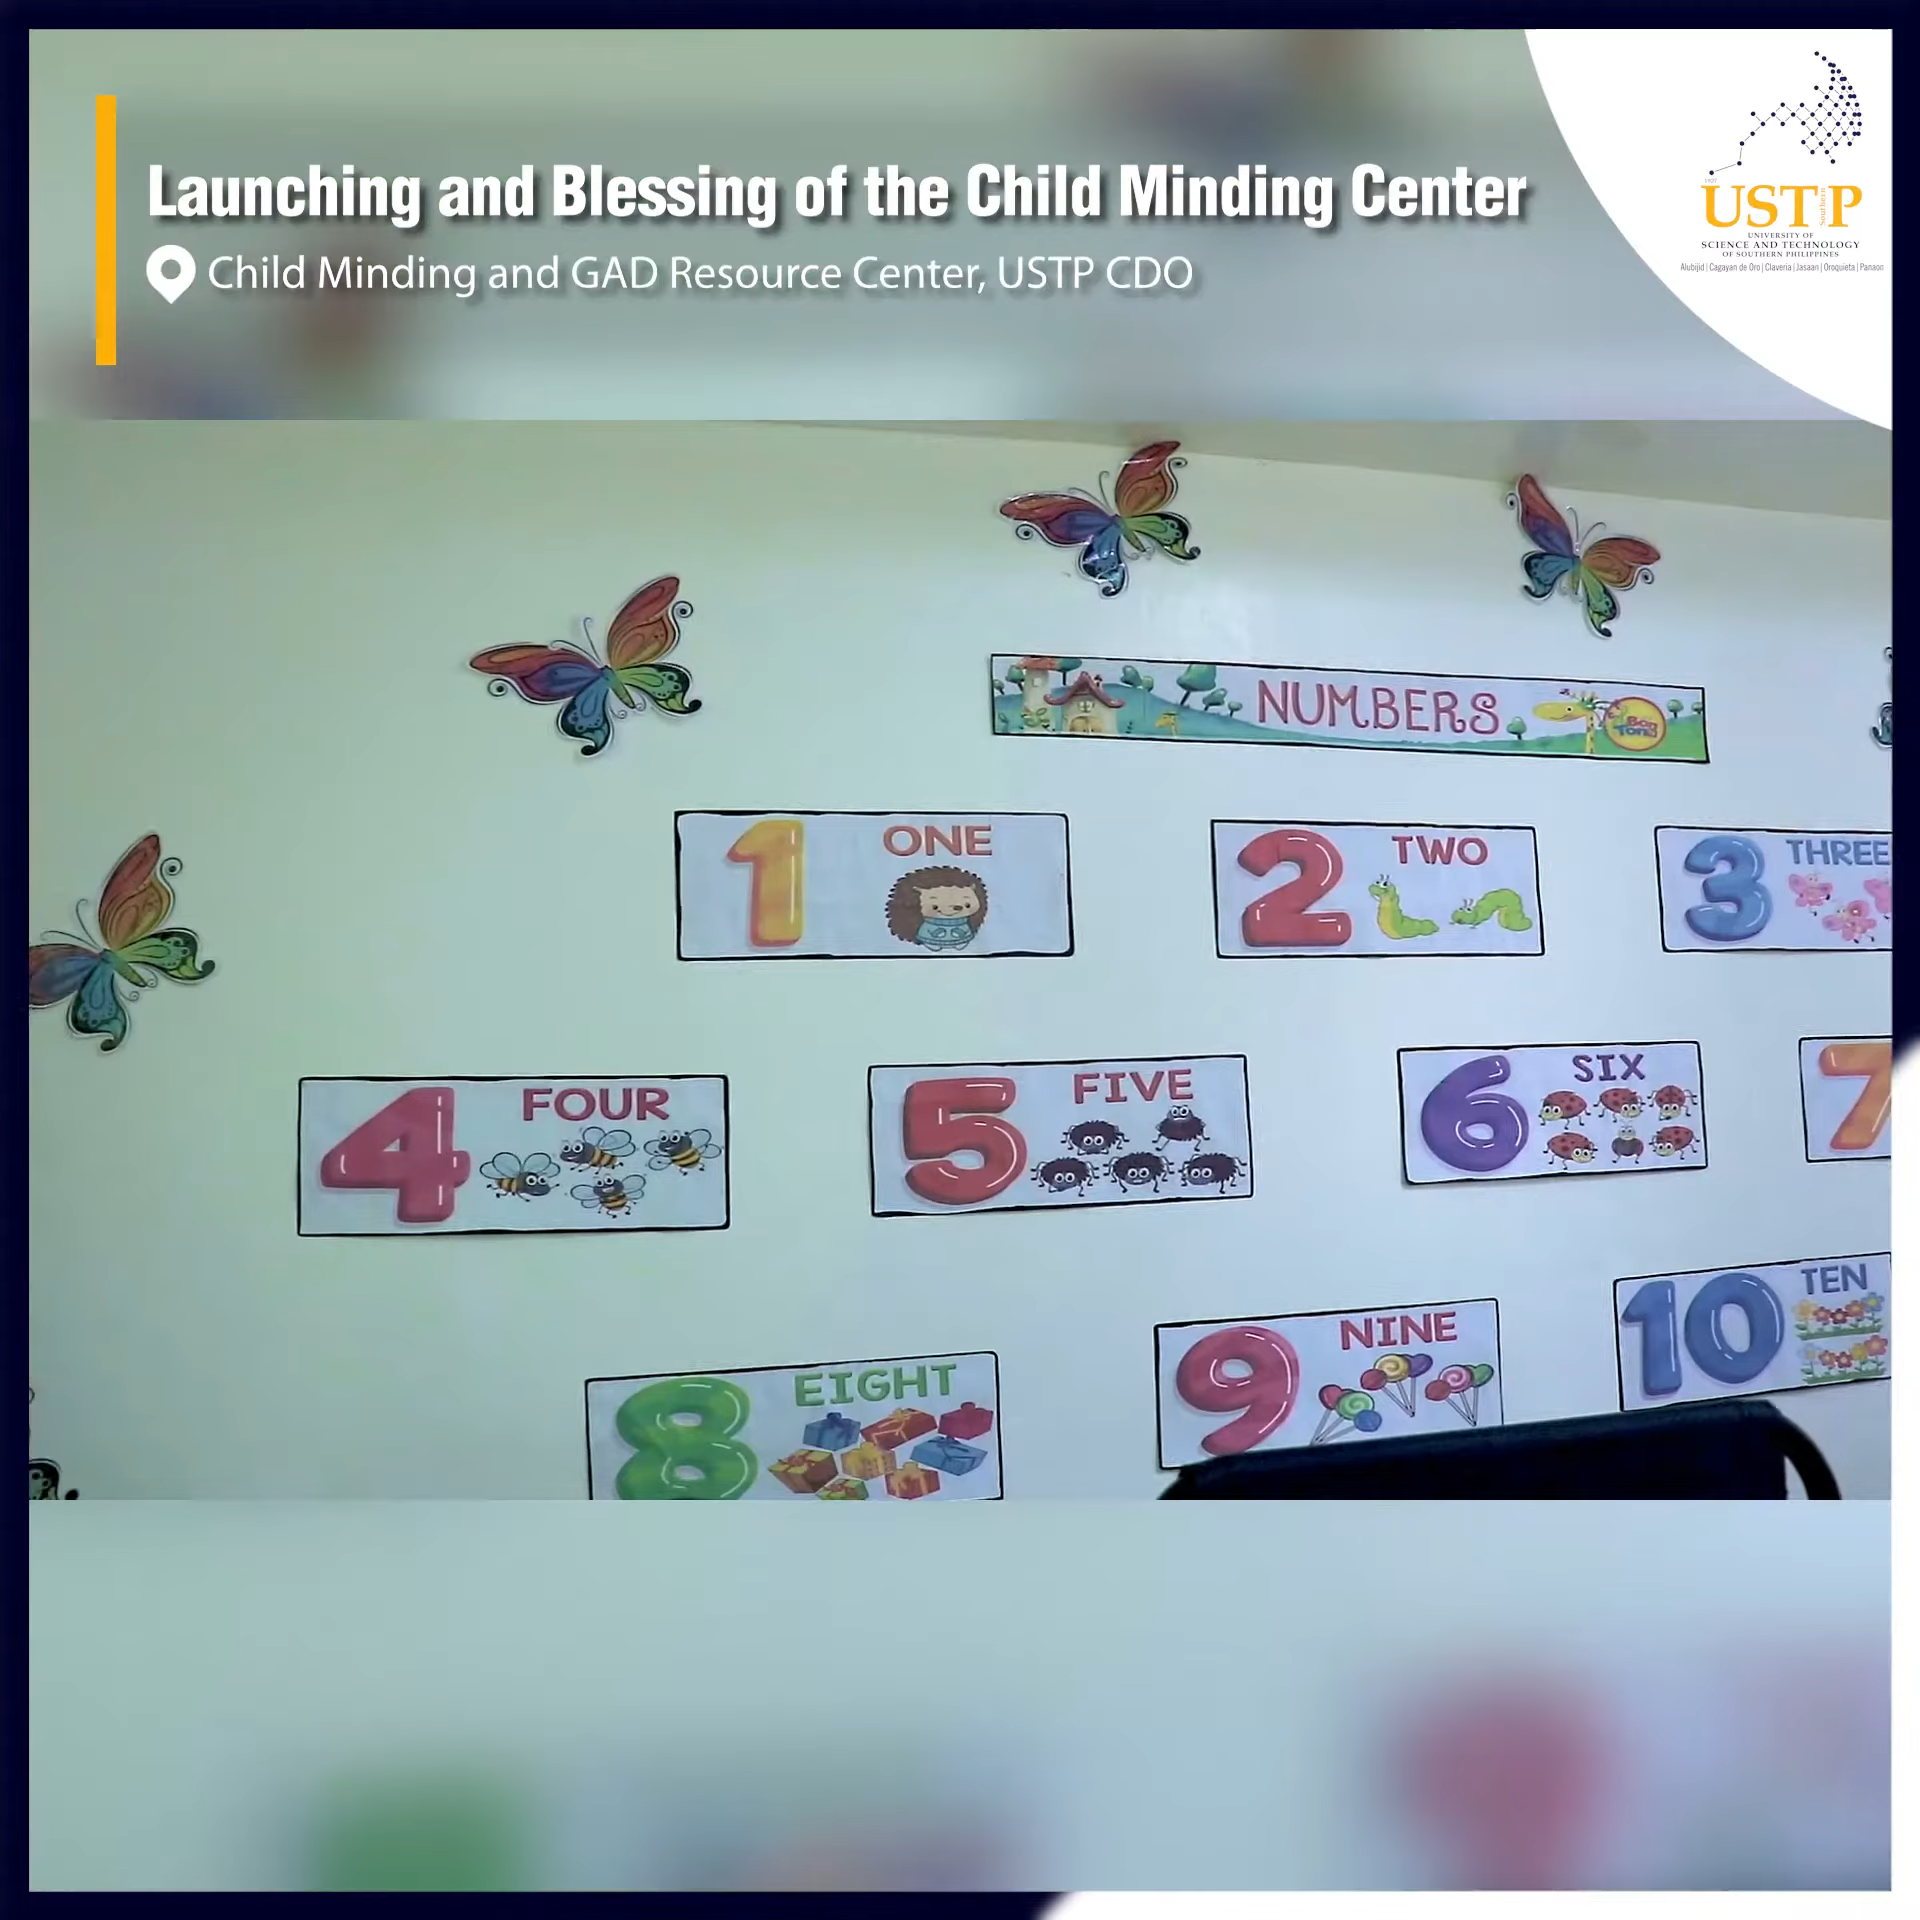 Launching and Blessing of the Child Minding Center
Child Minding and GAD Resource Center, USTP CDO
USTP
UNIVERSITY OF
SCIENCE AND TECHNOLOGY
OF SOUTHERN PHILIPPINES
Alubijid | Cagayan de Oro | Claveria | Jasaan | Oroquieta | Panaon
NUMBERS
Bon
Ton
1 ONE
2 TWO
3 THREE
4 FOUR
5 FIVE
6 SIX
7
8 EIGHT
9 NINE
10 TEN